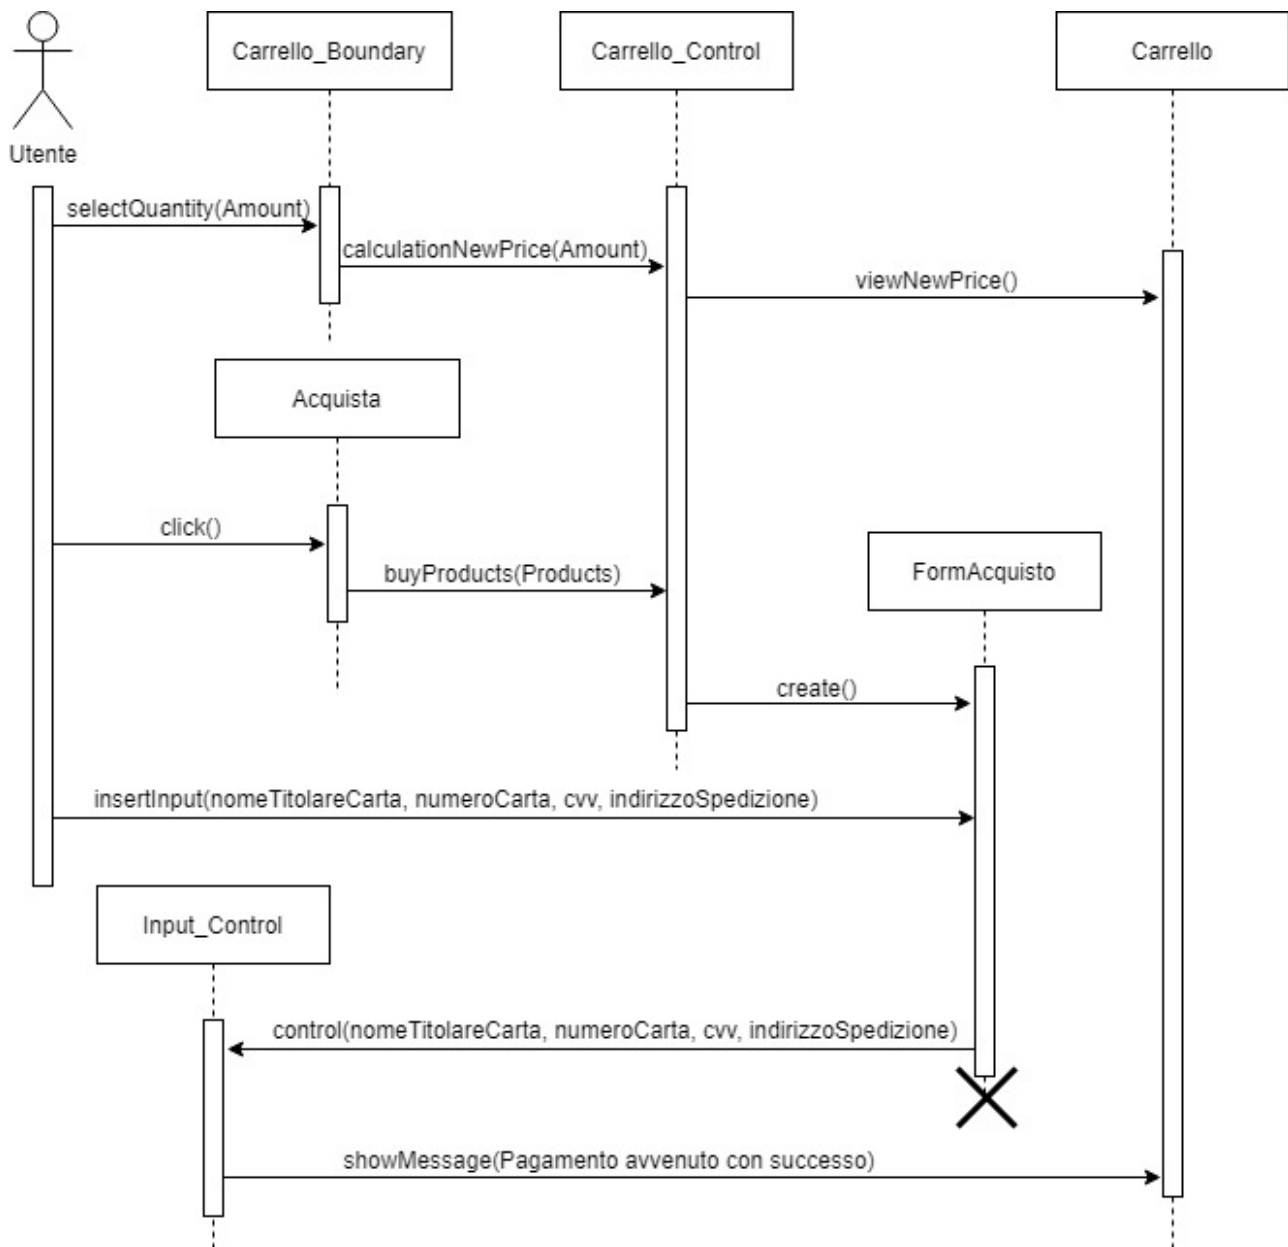 Carrello_Boundary
Carrello_Control
Carrello
Utente
selectQuantity(Amount)
calculationNewPrice(Amount)
viewNewPrice()
Acquista
click()
buyProducts(Products)
FormAcquisto
create()
insertInput(nomeTitolareCarta, numeroCarta, cvv, indirizzoSpedizione)
Input_Control
control(nomeTitolareCarta, numeroCarta, cvv, indirizzoSpedizione)
showMessage(Pagamento avvenuto con successo)